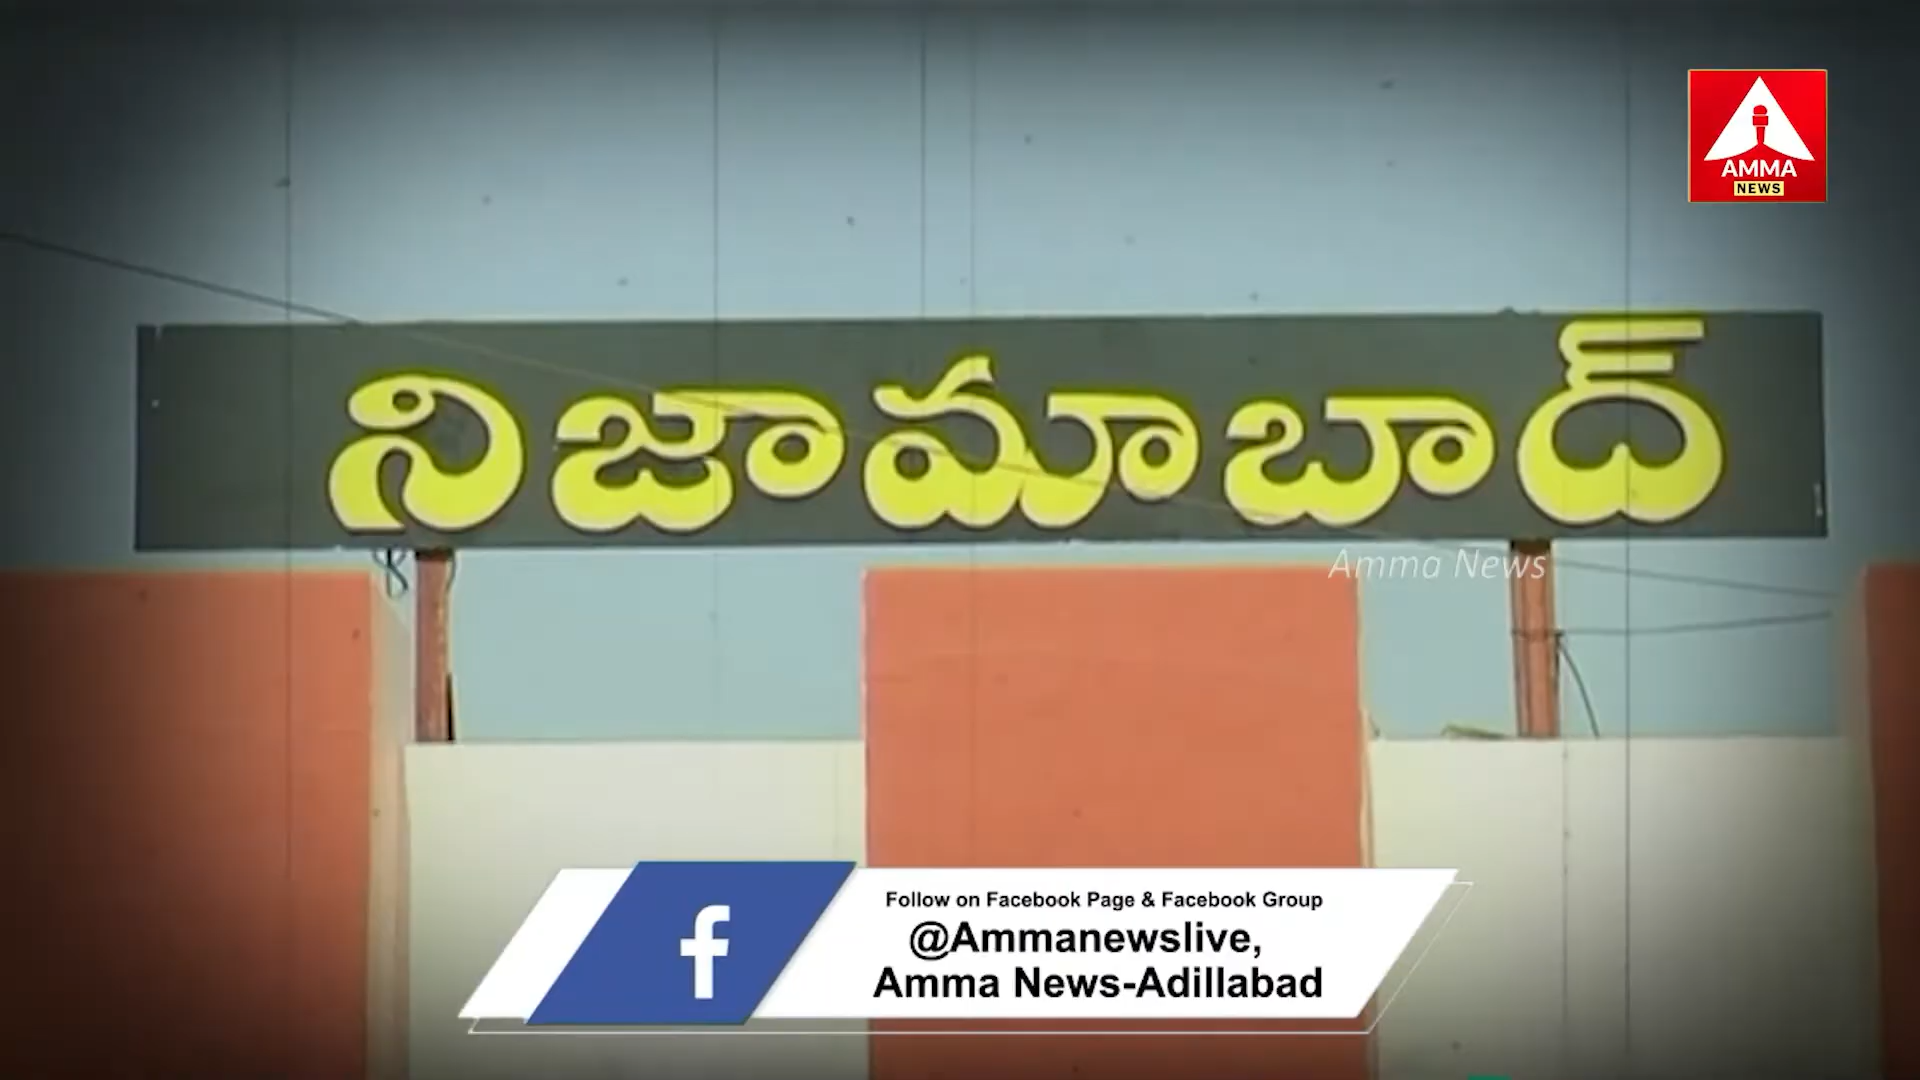 AMMA
NEWS
నిజామాబాద్
Amma News
Follow on Facebook Page & Facebook Group
@Ammanewslive,
Amma News-Adillabad